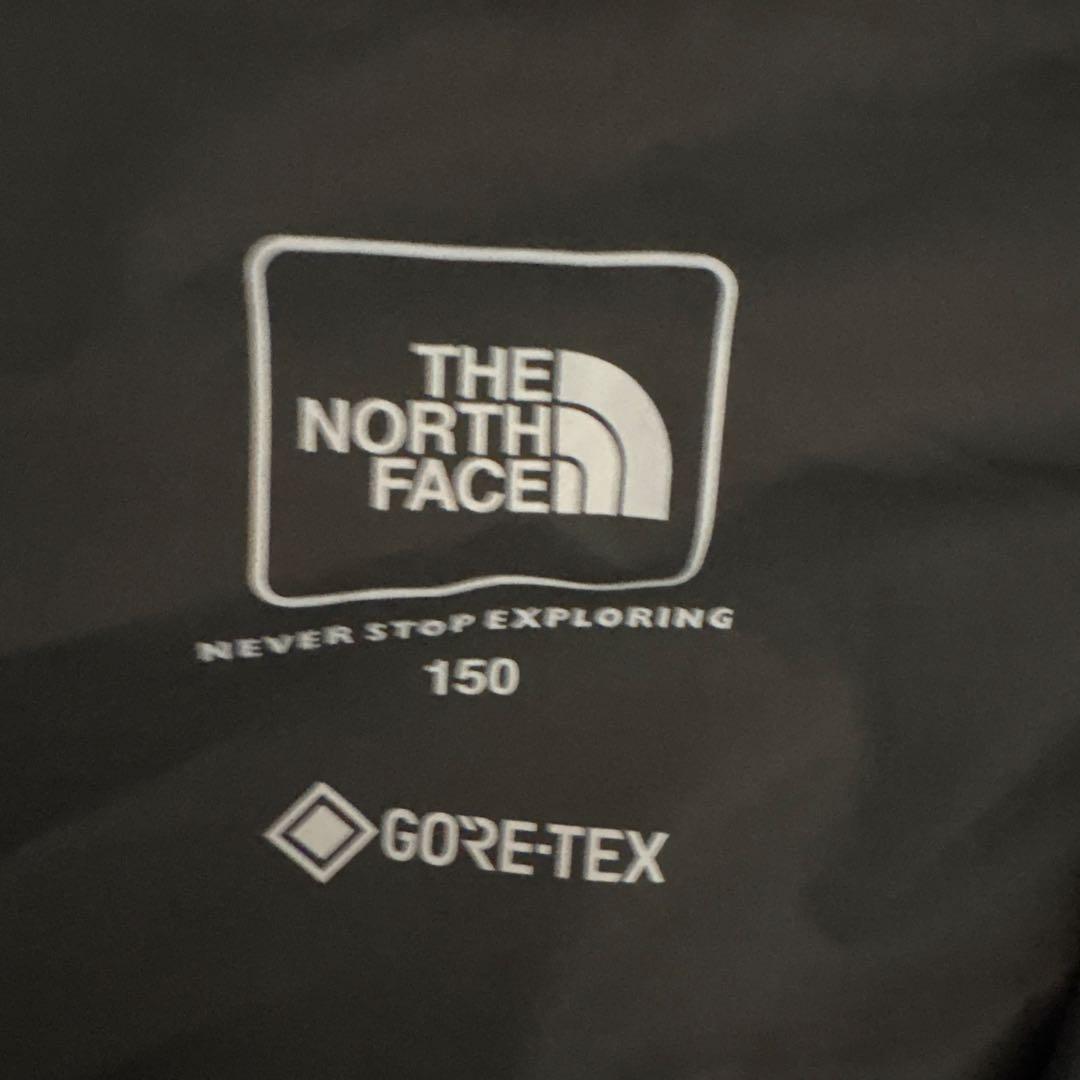 THE
NORTH
FACE
NEVER STOP EXPLORING
150
GORE-TEX